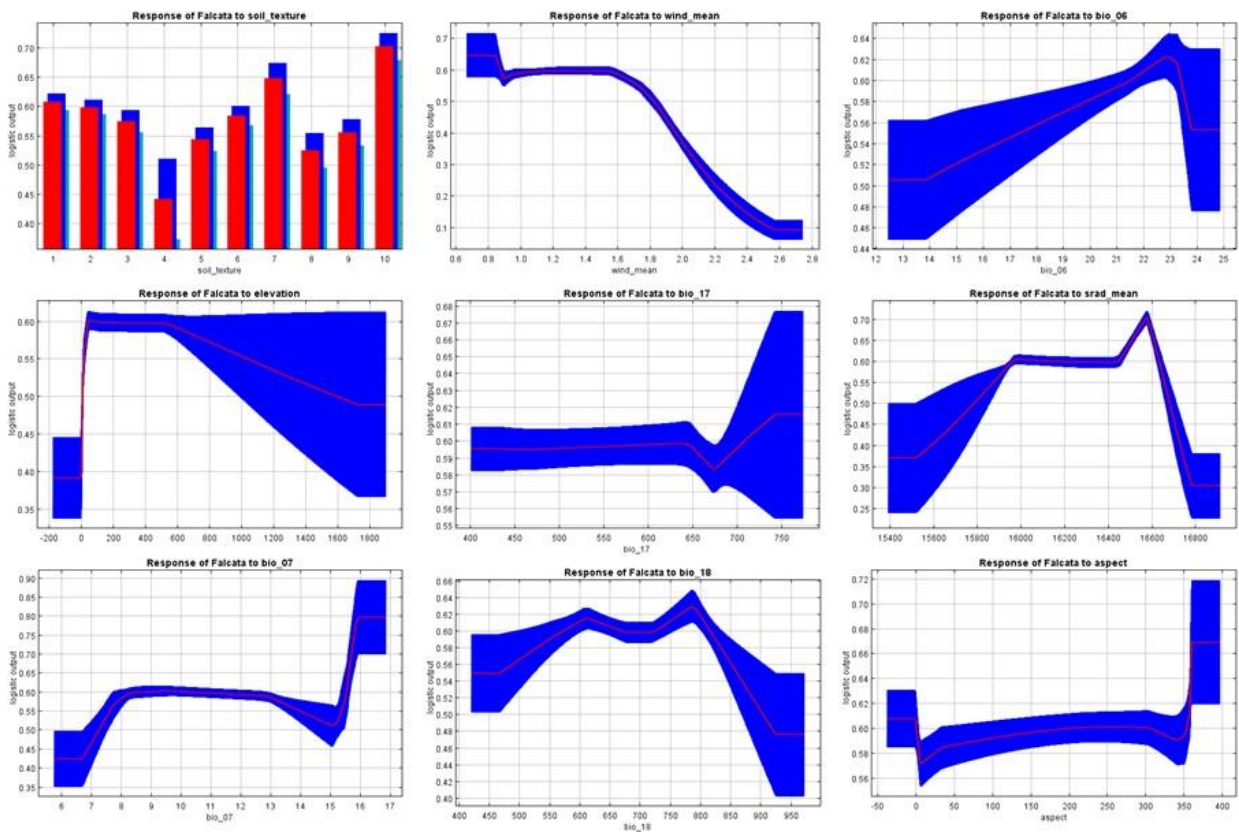 Response of Falcata to soil_texture
logistic output
0.70
0.65
0.60
0.55
0.50
0.45
0.40
1 2 3 4 5 6 7 8 9 10
soil_texture
Response of Falcata to wind_mean
logistic output
0.7
0.6
0.5
0.4
0.3
0.2
0.1
0.6 0.8 1.0 1.2 1.4 1.6 1.8 2.0 2.2 2.4 2.6 2.8
wind_mean
Response of Falcata to bio_06
logistic output
0.64
0.62
0.60
0.58
0.56
0.54
0.52
0.50
0.48
0.46
0.44
12 13 14 15 16 17 18 19 20 21 22 23 24 25
bio_06
Response of Falcata to elevation
logistic output
0.60
0.55
0.50
0.45
0.40
0.35
-200 0 200 400 600 800 1000 1200 1400 1600 1800
elevation
Response of Falcata to bio_17
logistic output
0.68
0.67
0.66
0.65
0.64
0.63
0.62
0.61
0.60
0.59
0.58
0.57
0.56
0.55
400 450 500 550 600 650 700 750
bio_17
Response of Falcata to srad_mean
logistic output
0.70
0.65
0.60
0.55
0.50
0.45
0.40
0.35
0.30
0.25
15400 15600 15800 16000 16200 16400 16600 16800
srad_mean
Response of Falcata to bio_07
logistic output
0.90
0.85
0.80
0.75
0.70
0.65
0.60
0.55
0.50
0.45
0.40
0.35
6 7 8 9 10 11 12 13 14 15 16 17
bio_07
Response of Falcata to bio_18
logistic output
0.66
0.64
0.62
0.60
0.58
0.56
0.54
0.52
0.50
0.48
0.46
0.44
0.42
0.40
400 450 500 550 600 650 700 750 800 850 900 950
bio_18
Response of Falcata to aspect
logistic output
0.72
0.70
0.68
0.66
0.64
0.62
0.60
0.58
0.56
-50 0 50 100 150 200 250 300 350 400
aspect